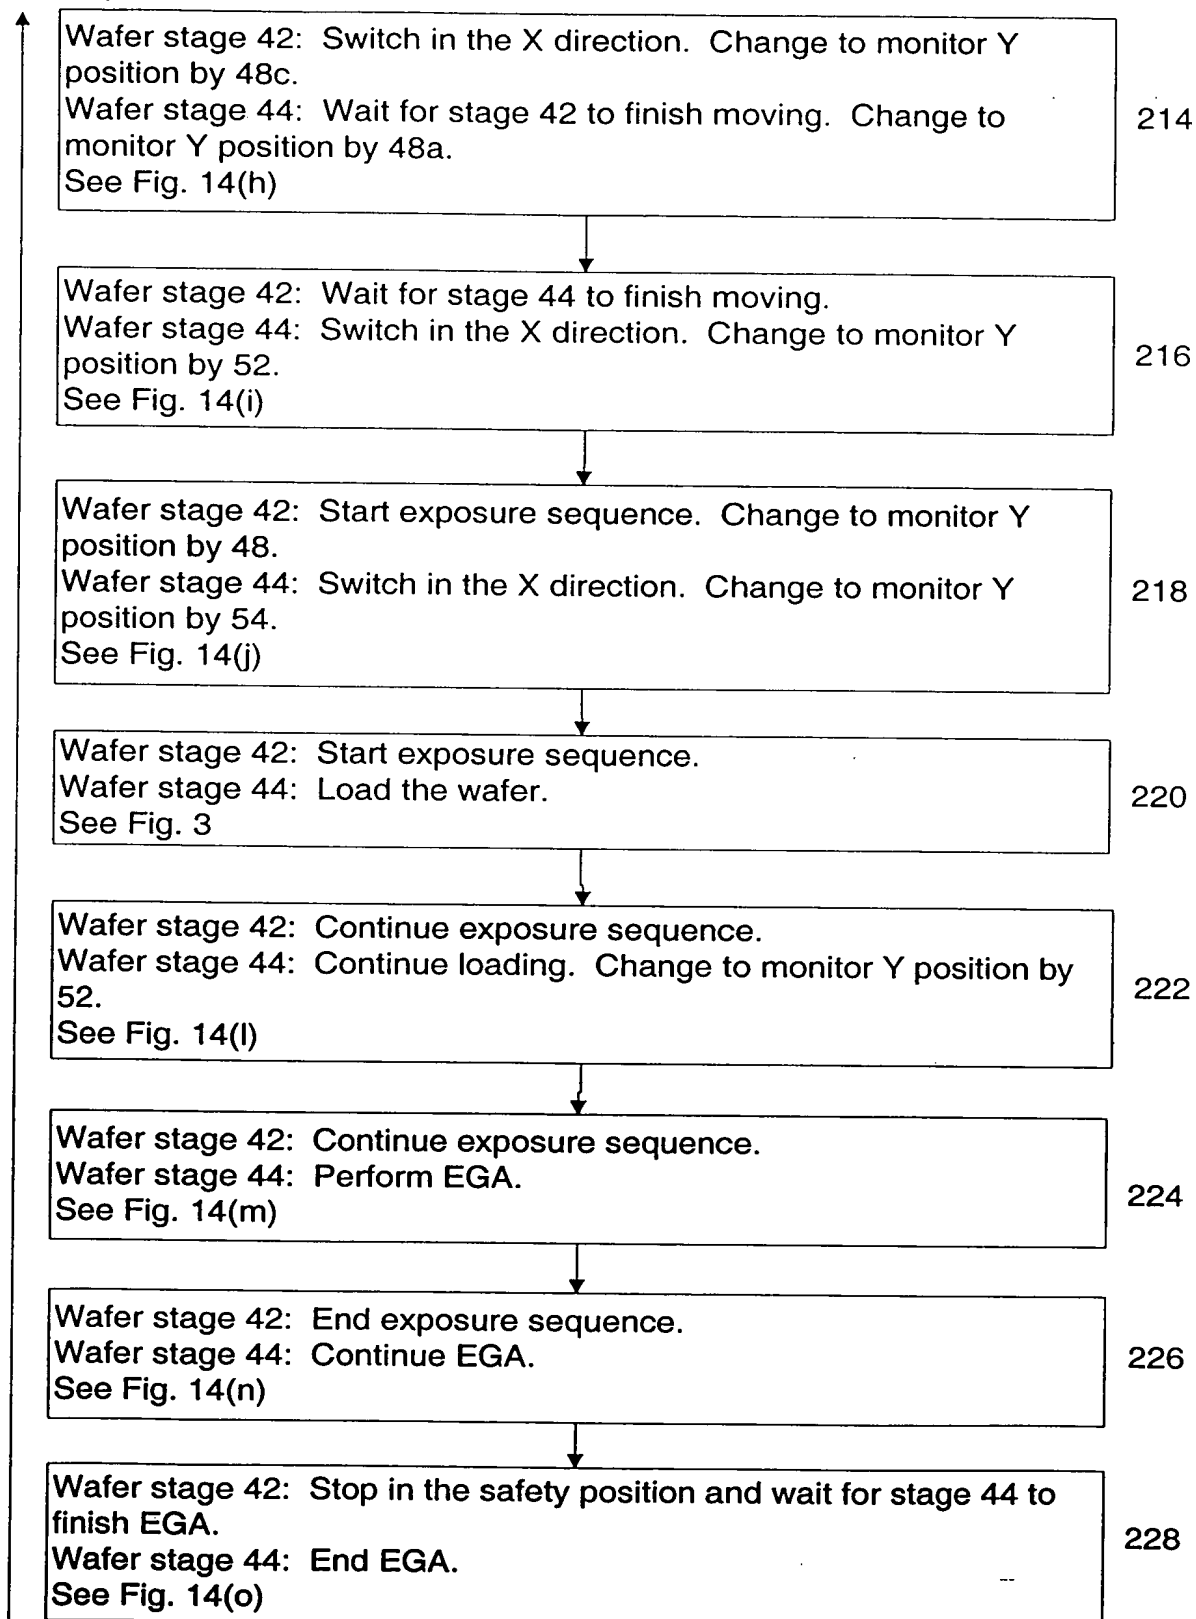 Wafer stage 42: Switch in the X direction. Change to monitor Y
position by 48c.
Wafer stage 44: Wait for stage 42 to finish moving. Change to
monitor Y position by 48a.
See Fig. 14(h)
214
Wafer stage 42: Wait for stage 44 to finish moving.
Wafer stage 44: Switch in the X direction. Change to monitor Y
position by 52.
See Fig. 14(i)
216
Wafer stage 42: Start exposure sequence. Change to monitor Y
position by 48.
Wafer stage 44: Switch in the X direction. Change to monitor Y
position by 54.
See Fig. 14(j)
218
Wafer stage 42: Start exposure sequence.
Wafer stage 44: Load the wafer.
See Fig. 3
220
Wafer stage 42: Continue exposure sequence.
Wafer stage 44: Continue loading. Change to monitor Y position by
52.
See Fig. 14(l)
222
Wafer stage 42: Continue exposure sequence.
Wafer stage 44: Perform EGA.
See Fig. 14(m)
224
Wafer stage 42: End exposure sequence.
Wafer stage 44: Continue EGA.
See Fig. 14(n)
226
Wafer stage 42: Stop in the safety position and wait for stage 44 to
finish EGA.
Wafer stage 44: End EGA.
See Fig. 14(o)
228